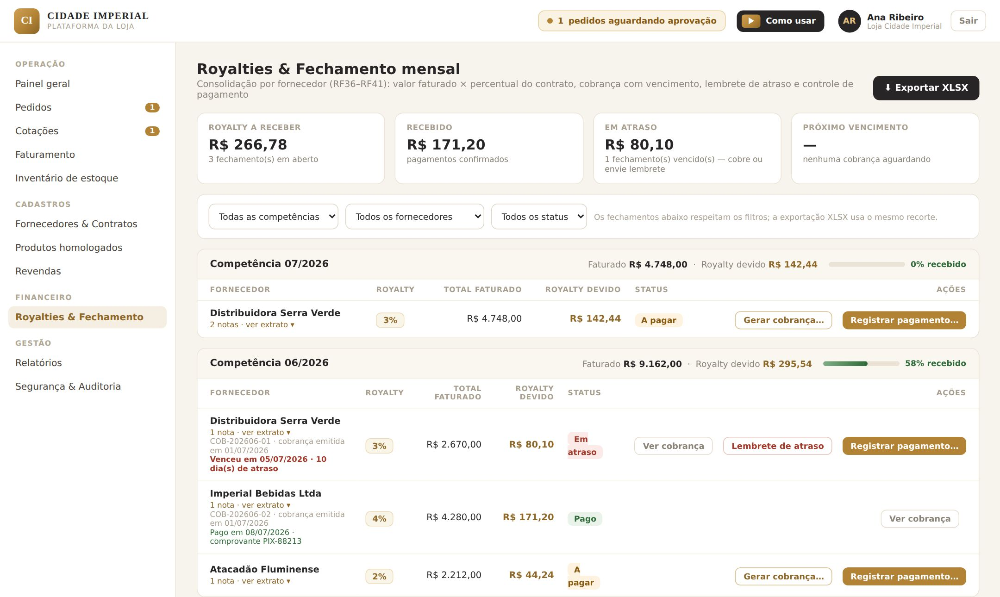 CI
CIDADE IMPERIAL
PLATAFORMA DA LOJA
1 pedidos aguardando aprovação
Como usar
AR
Ana Ribeiro
Loja Cidade Imperial
Sair
OPERAÇÃO
Painel geral
Pedidos 1
Cotações 1
Faturamento
Inventário de estoque
CADASTROS
Fornecedores & Contratos
Produtos homologados
Revendas
FINANCEIRO
Royalties & Fechamento
GESTÃO
Relatórios
Segurança & Auditoria
Royalties & Fechamento mensal
Consolidação por fornecedor (RF36–RF41): valor faturado × percentual do contrato, cobrança com vencimento, lembrete de atraso e controle de
pagamento
⬇ Exportar XLSX
ROYALTY A RECEBER
R$ 266,78
3 fechamento(s) em aberto
RECEBIDO
R$ 171,20
pagamentos confirmados
EM ATRASO
R$ 80,10
1 fechamento(s) vencido(s) — cobre ou
envie lembrete
PRÓXIMO VENCIMENTO
—
nenhuma cobrança aguardando
Todas as competências
Todos os fornecedores
Todos os status
Os fechamentos abaixo respeitam os filtros; a exportação XLSX usa o mesmo recorte.
Competência 07/2026
Faturado R$ 4.748,00 · Royalty devido R$ 142,44
0% recebido
FORNECEDOR ROYALTY TOTAL FATURADO ROYALTY DEVIDO STATUS AÇÕES
Distribuidora Serra Verde
2 notas · ver extrato ▾
3%
R$ 4.748,00
R$ 142,44
A pagar
Gerar cobrança…
Registrar pagamento…
Competência 06/2026
Faturado R$ 9.162,00 · Royalty devido R$ 295,54
58% recebido
FORNECEDOR
ROYALTY
TOTAL
FATURADO
ROYALTY
DEVIDO
STATUS
AÇÕES
Distribuidora Serra Verde
1 nota · ver extrato ▾
COB-202606-01 · cobrança emitida
em 01/07/2026
Venceu em 05/07/2026 · 10
dia(s) de atraso
3%
R$ 2.670,00
R$ 80,10
Em
atraso
Ver cobrança
Lembrete de atraso
Registrar pagamento…
Imperial Bebidas Ltda
1 nota · ver extrato ▾
COB-202606-02 · cobrança emitida
em 01/07/2026
Pago em 08/07/2026 ·
comprovante PIX-88213
4%
R$ 4.280,00
R$ 171,20
Pago
Ver cobrança
Atacadão Fluminense
1 nota · ver extrato ▾
2%
R$ 2.212,00
R$ 44,24
A
pagar
Gerar cobrança…
Registrar pagamento…